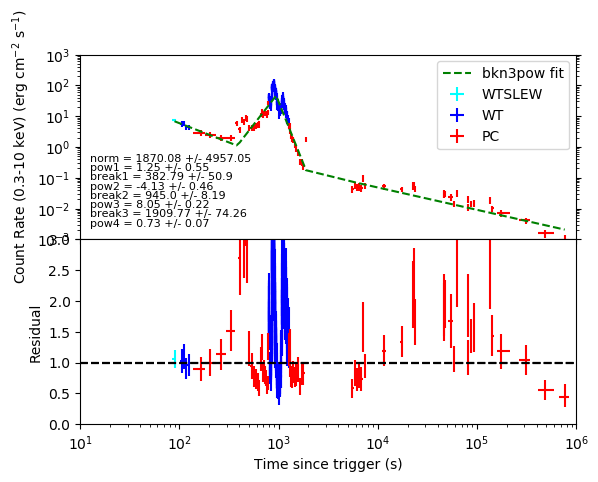 Count Rate (0.3-10 keV) (erg cm⁻² s⁻¹)
10³
10²
10¹
10⁰
10⁻¹
10⁻²
10⁻³
bkn3pow fit
WTSLEW
WT
PC
norm = 1870.08 +/- 4957.05
pow1 = 1.25 +/- 0.55
break1 = 382.79 +/- 50.9
pow2 = -4.13 +/- 0.46
break2 = 945.0 +/- 8.19
pow3 = 8.05 +/- 0.22
break3 = 1909.77 +/- 74.26
pow4 = 0.73 +/- 0.07
Residual
3.0
2.5
2.0
1.5
1.0
0.5
0.0
10¹ 10² 10³ 10⁴ 10⁵ 10⁶
Time since trigger (s)